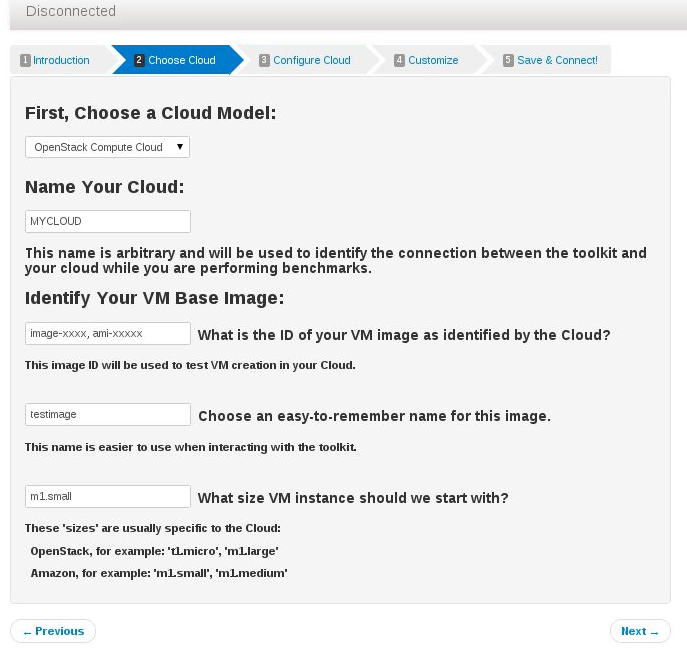 Disconnected
1 Introduction 2 Choose Cloud 3 Configure Cloud 4 Customize 5 Save & Connect!
First, Choose a Cloud Model:
OpenStack Compute Cloud ▼
Name Your Cloud:
MYCLOUD
This name is arbitrary and will be used to identify the connection between the toolkit and
your cloud while you are performing benchmarks.
Identify Your VM Base Image:
image-xxxx, ami-xxxxx What is the ID of your VM image as identified by the Cloud?
This image ID will be used to test VM creation in your Cloud.
testimage Choose an easy-to-remember name for this image.
This name is easier to use when interacting with the toolkit.
m1.small What size VM instance should we start with?
These 'sizes' are usually specific to the Cloud:
OpenStack, for example: 't1.micro', 'm1.large'
Amazon, for example: 'm1.small', 'm1.medium'
← Previous Next →